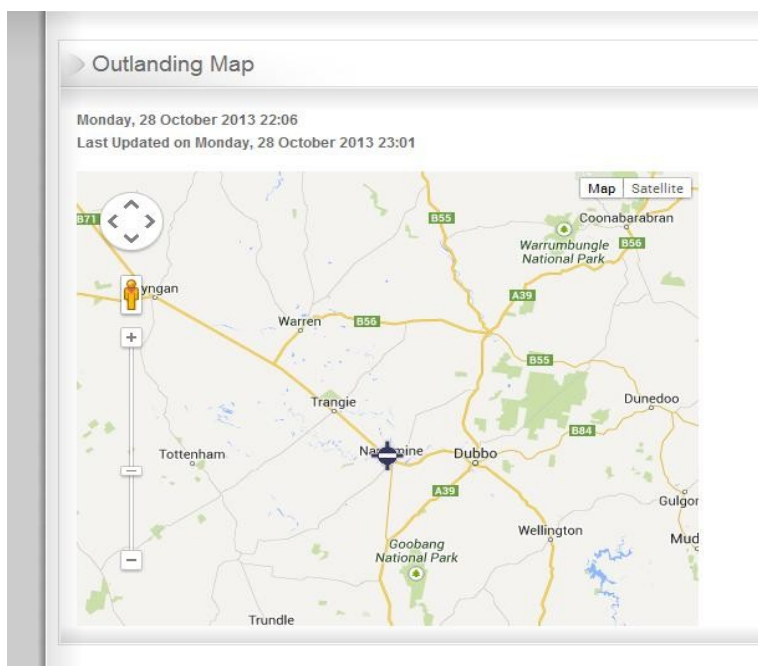 Outlanding Map
Monday, 28 October 2013 22:06
Last Updated on Monday, 28 October 2013 23:01
Map Satellite
B71
B55
Coonabarabran
Warrumbungle
National Park
B56
yngan
A39
Warren
B56
B55
Trangie
Dunedoo
B84
Tottenham
Dubbo
A39
Gulgor
Wellington
Mud
Goobang
National Park
Trundle